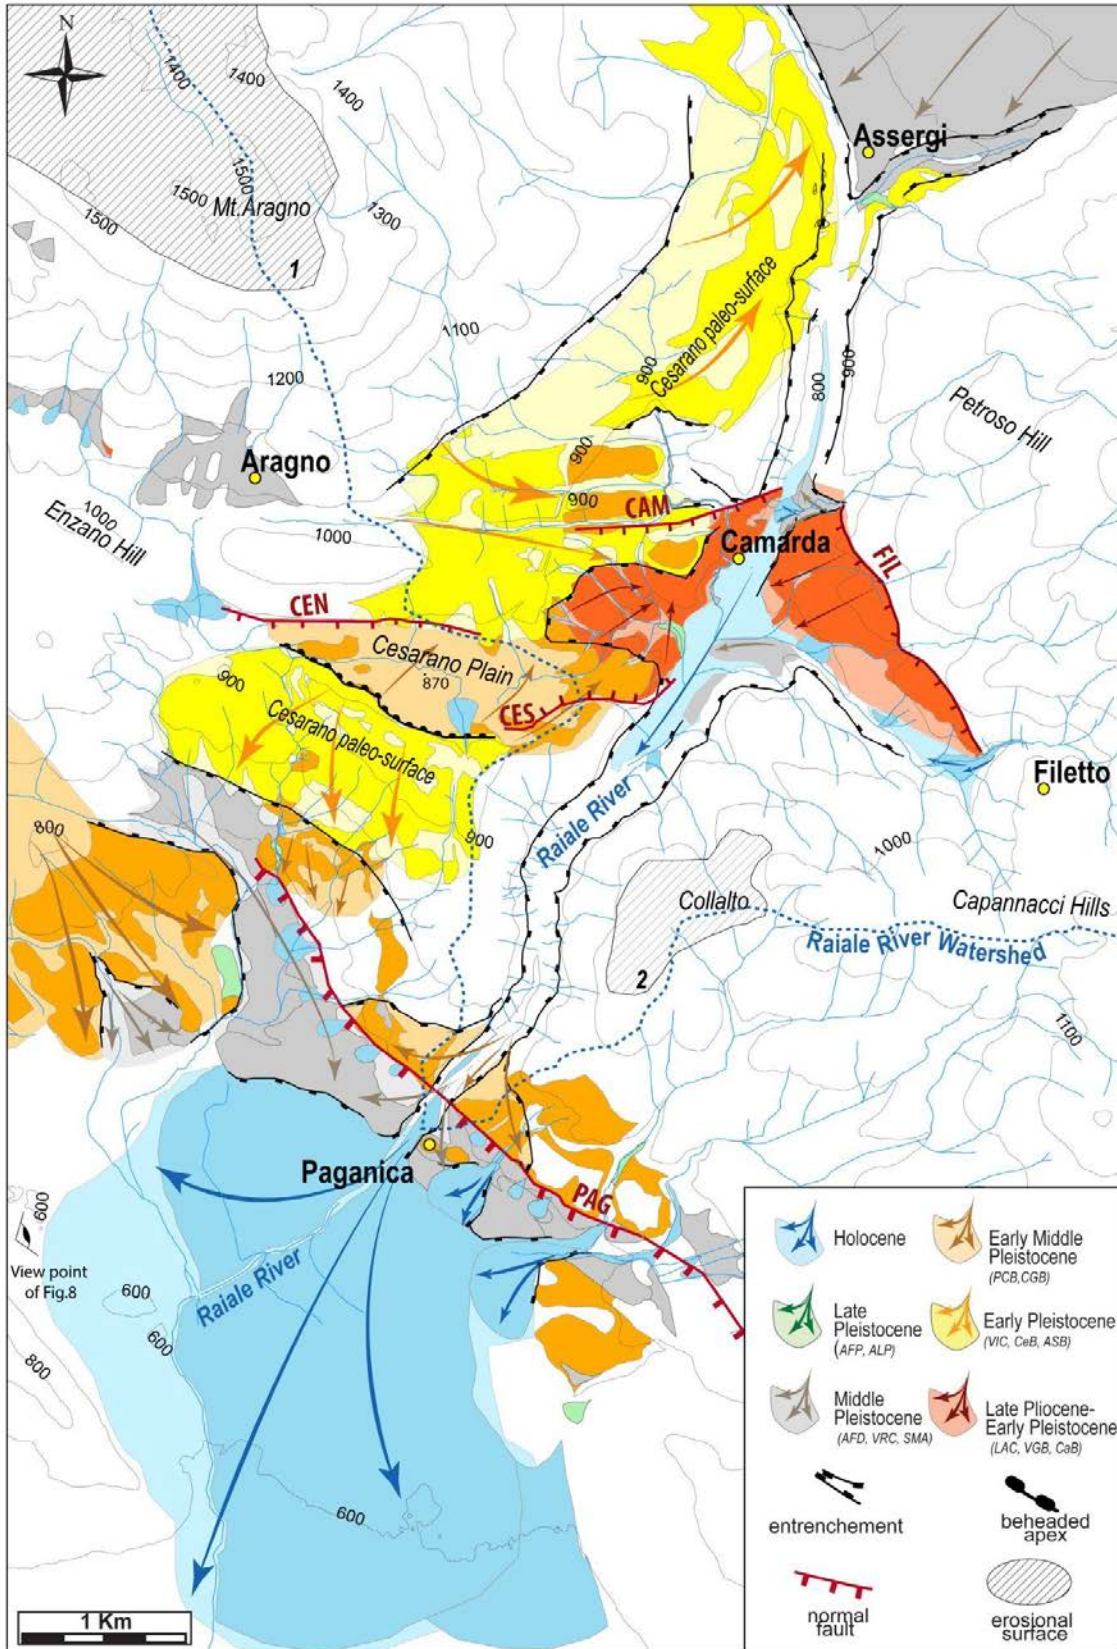 N
1400
1400
1400
1500
1500
Mt.Aragno
1500
1300
1
Assergi
1100
1200
900
Cesarano paleo-surface
800
900
Petroso Hill
Aragno
900
900
CAM
1000
Enzano Hill
1000
Camarda
FIL
CEN
Cesarano Plain
870
900
CES
Cesarano paleo-surface
Filetto
Raiale River
800
900
1000
Collalto
Capannacci Hills
Raiale River Watershed
2
1100
Paganica
PAG
600
View point
of Fig.8
Raiale River
600
600
800
600
1 Km
Holocene
Early Middle
Pleistocene
(PCB,CGB)
Late
Pleistocene
(AFP, ALP)
Early Pleistocene
(VIC, CeB, ASB)
Middle
Pleistocene
(AFD, VRC, SMA)
Late Pliocene-
Early Pleistocene
(LAC, VGB, CaB)
entrenchement
beheaded
apex
normal
fault
erosional
surface